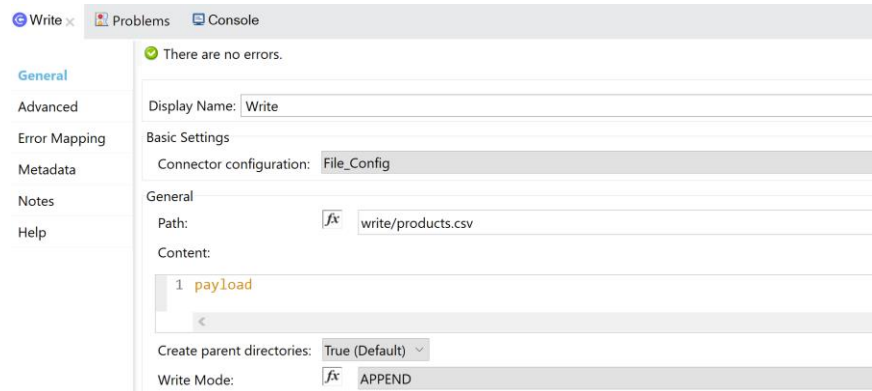 Write Problems Console
There are no errors.
General
Advanced
Display Name: Write
Error Mapping
Basic Settings
Metadata
Connector configuration: File_Config
Notes
General
Help
Path: fx write/products.csv
Content:
1 payload
Create parent directories: True (Default)
Write Mode: fx APPEND